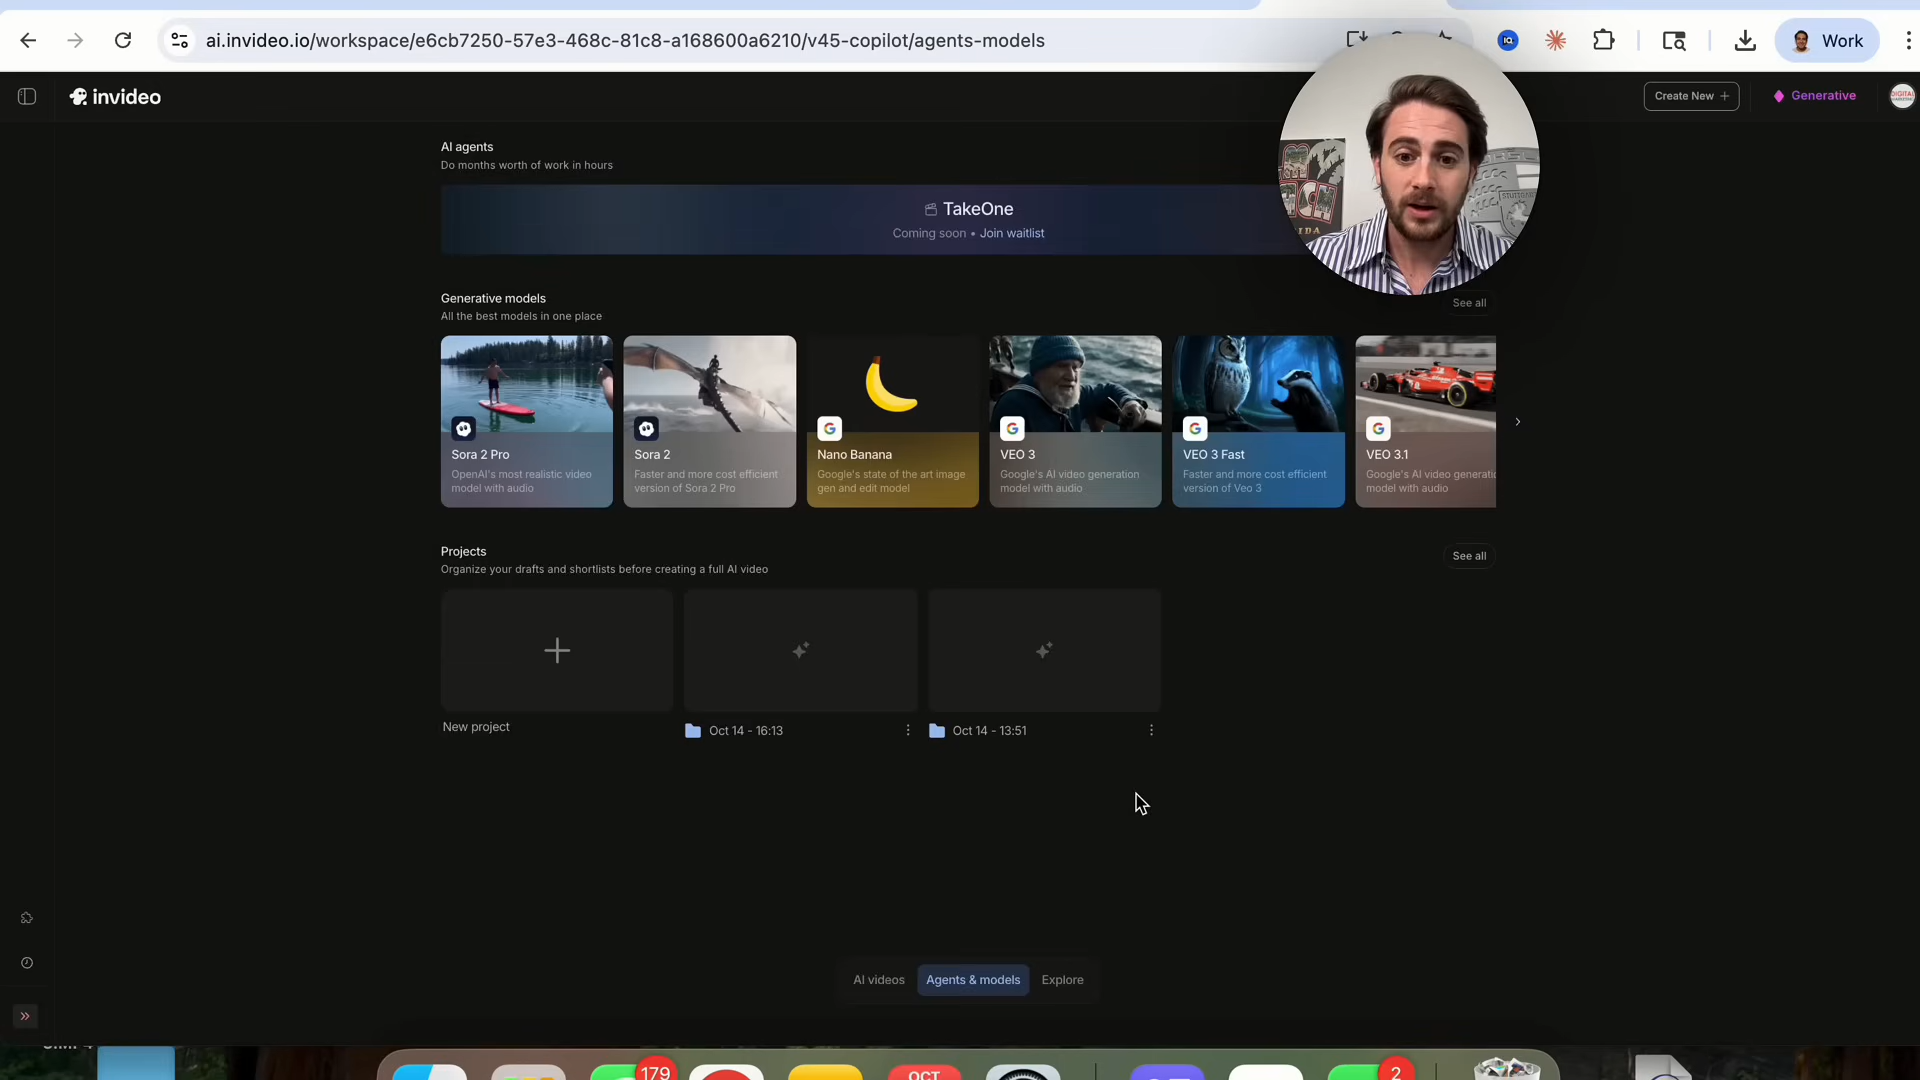 ai.invideo.io/workspace/e6cb7250-57e3-468c-81c8-a168600a6210/v45-copilot/agents-models
Work
invideo
Create New +
Generative
DIGITAL
AI agents
Do months worth of work in hours
TakeOne
Coming soon • Join waitlist
Generative models
All the best models in one place
See all
Sora 2 Pro
OpenAI's most realistic video
model with audio
Sora 2
Faster and more cost efficient
version of Sora 2 Pro
Nano Banana
Google's state of the art image
gen and edit model
VEO 3
Google's AI video generation
model with audio
VEO 3 Fast
Faster and more cost efficient
version of Veo 3
VEO 3.1
Google's AI video generatio
model with audio
Projects
Organize your drafts and shortlists before creating a full AI video
See all
New project
Oct 14 - 16:13
Oct 14 - 13:51
AI videos
Agents & models
Explore
179
OCT
2